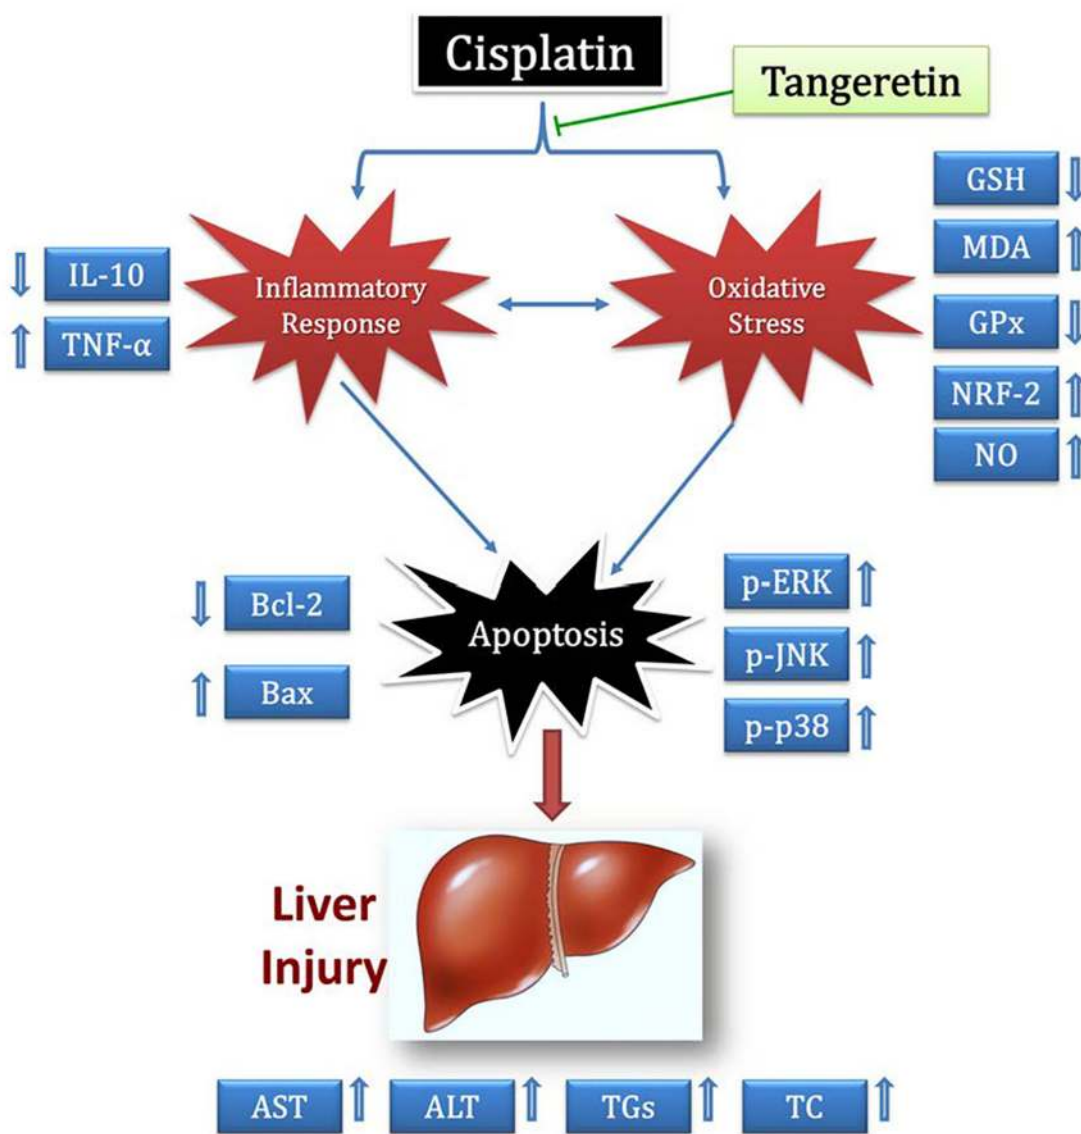 Cisplatin
Tangeretin
GSH
MDA
GPx
NRF-2
NO
IL-10
TNF-α
Inflammatory
Response
Oxidative
Stress
Bcl-2
Bax
Apoptosis
p-ERK
p-JNK
p-p38
Liver
Injury
AST
ALT
TGs
TC